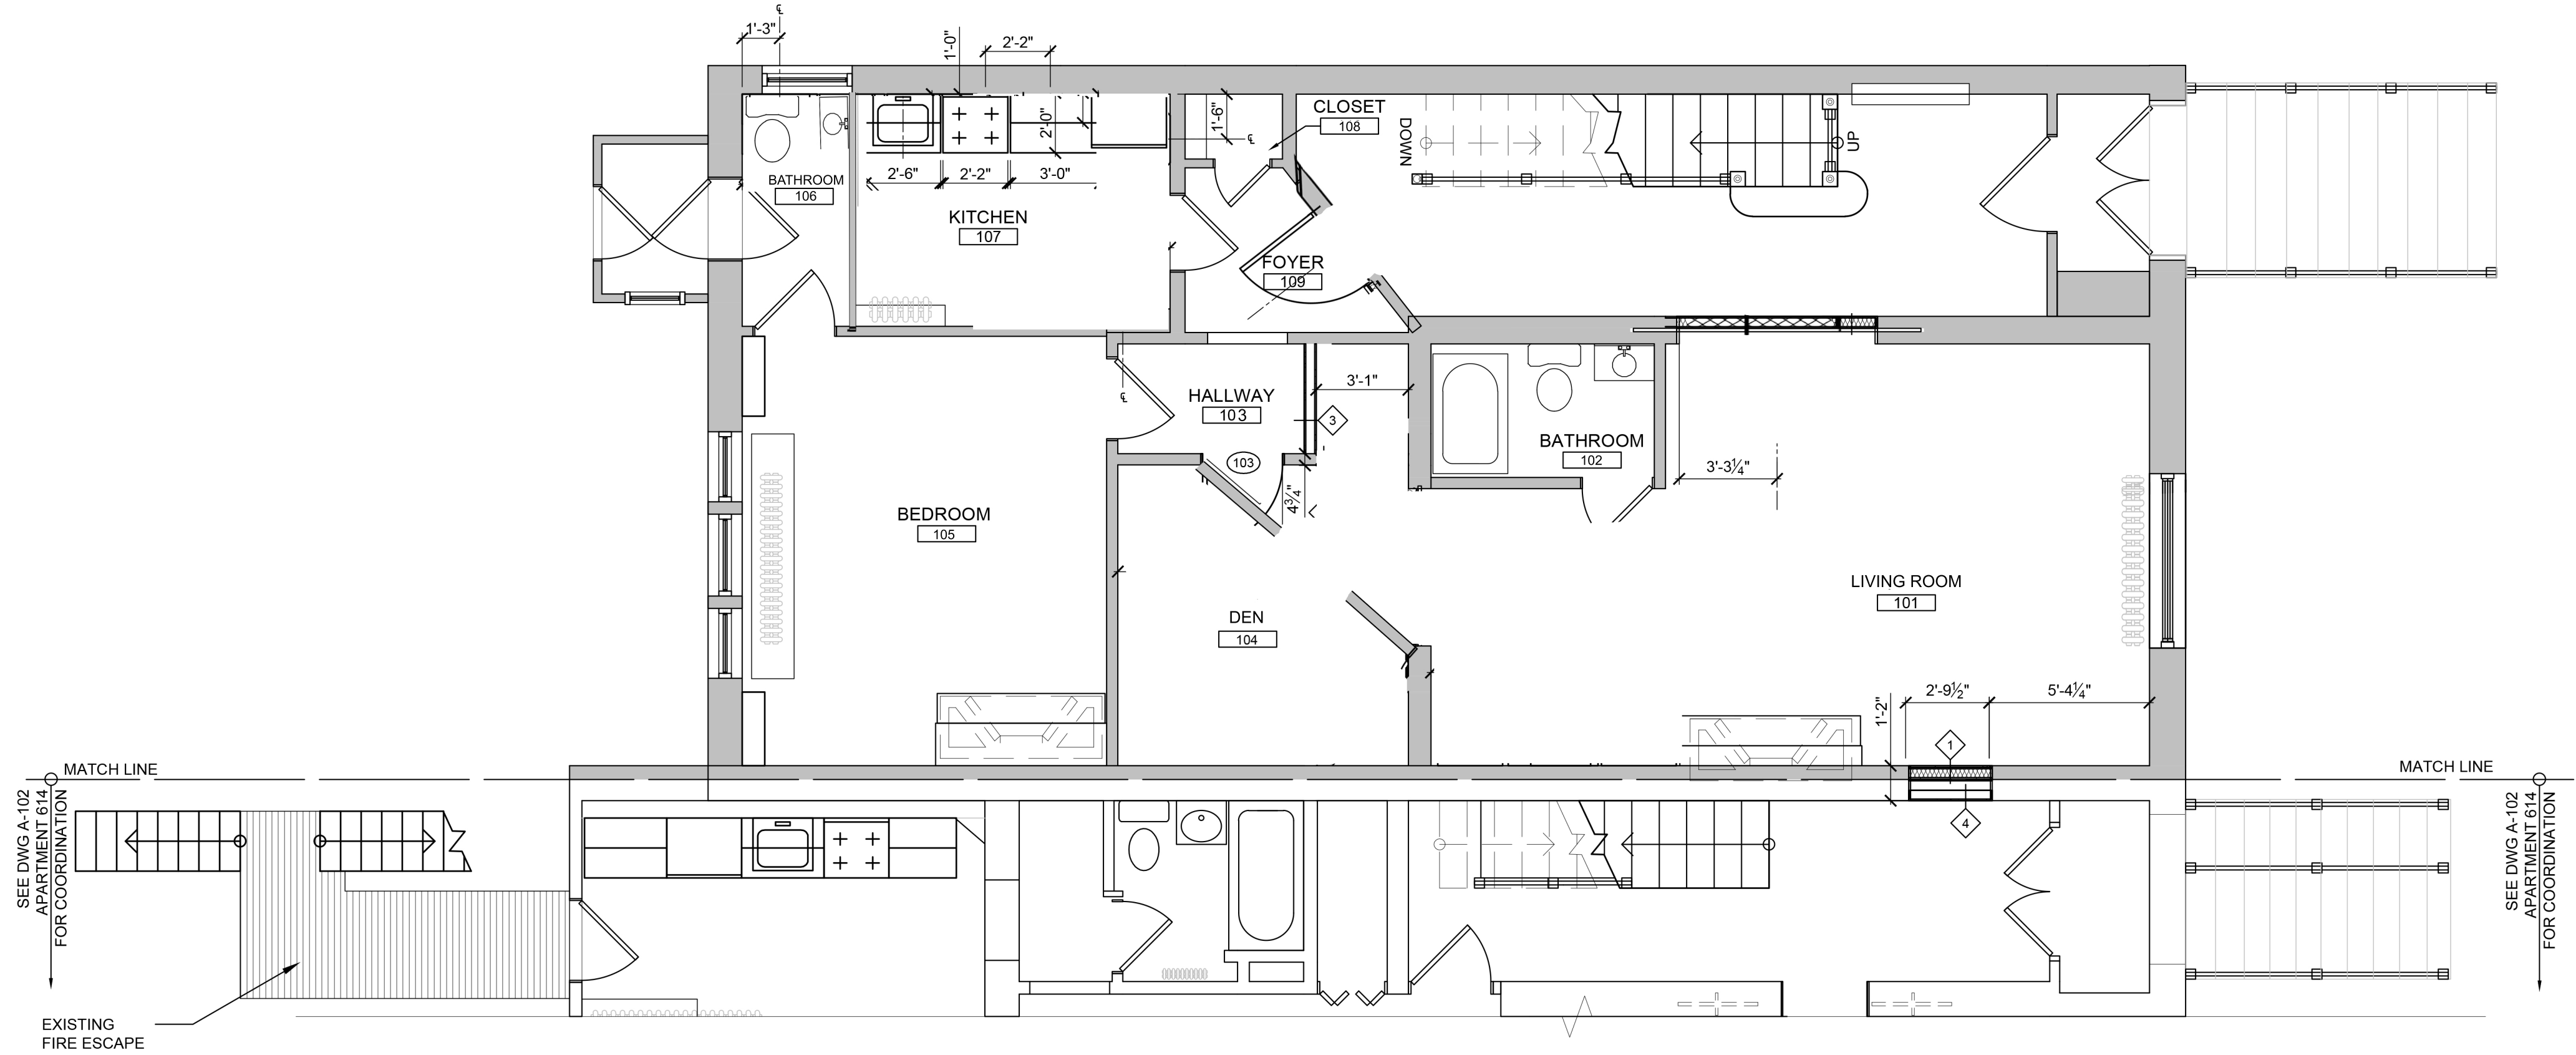 ℄
1'-3"
1'-0"
2'-2"
1'-6"
℄
CLOSET
108
2'-0"
DOWN
UP
BATHROOM
106
2'-6"
2'-2"
3'-0"
KITCHEN
107
FOYER
109
3'-1"
℄
HALLWAY
103
3
BATHROOM
102
103
4¾"
3'-3¼"
BEDROOM
105
LIVING ROOM
101
DEN
104
2'-9½"
5'-4¼"
1'-2"
1
MATCH LINE
MATCH LINE
4
SEE DWG A-102
APARTMENT 614
FOR COORDINATION
SEE DWG A-102
APARTMENT 614
FOR COORDINATION
EXISTING
FIRE ESCAPE